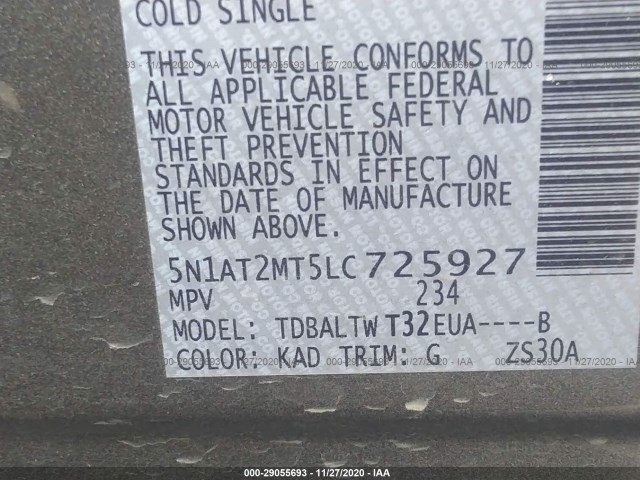 COLD SINGLE
THIS VEHICLE CONFORMS TO
ALL APPLICABLE FEDERAL
MOTOR VEHICLE SAFETY AND
THEFT PREVENTION
STANDARDS IN EFFECT ON
THE DATE OF MANUFACTURE
SHOWN ABOVE.
5N1AT2MT5LC725927
MPV 234
MODEL: TDBALTWT32EUA----B
COLOR: KAD TRIM: G ZS30A
000-29055693 11/27/2020 - IAA